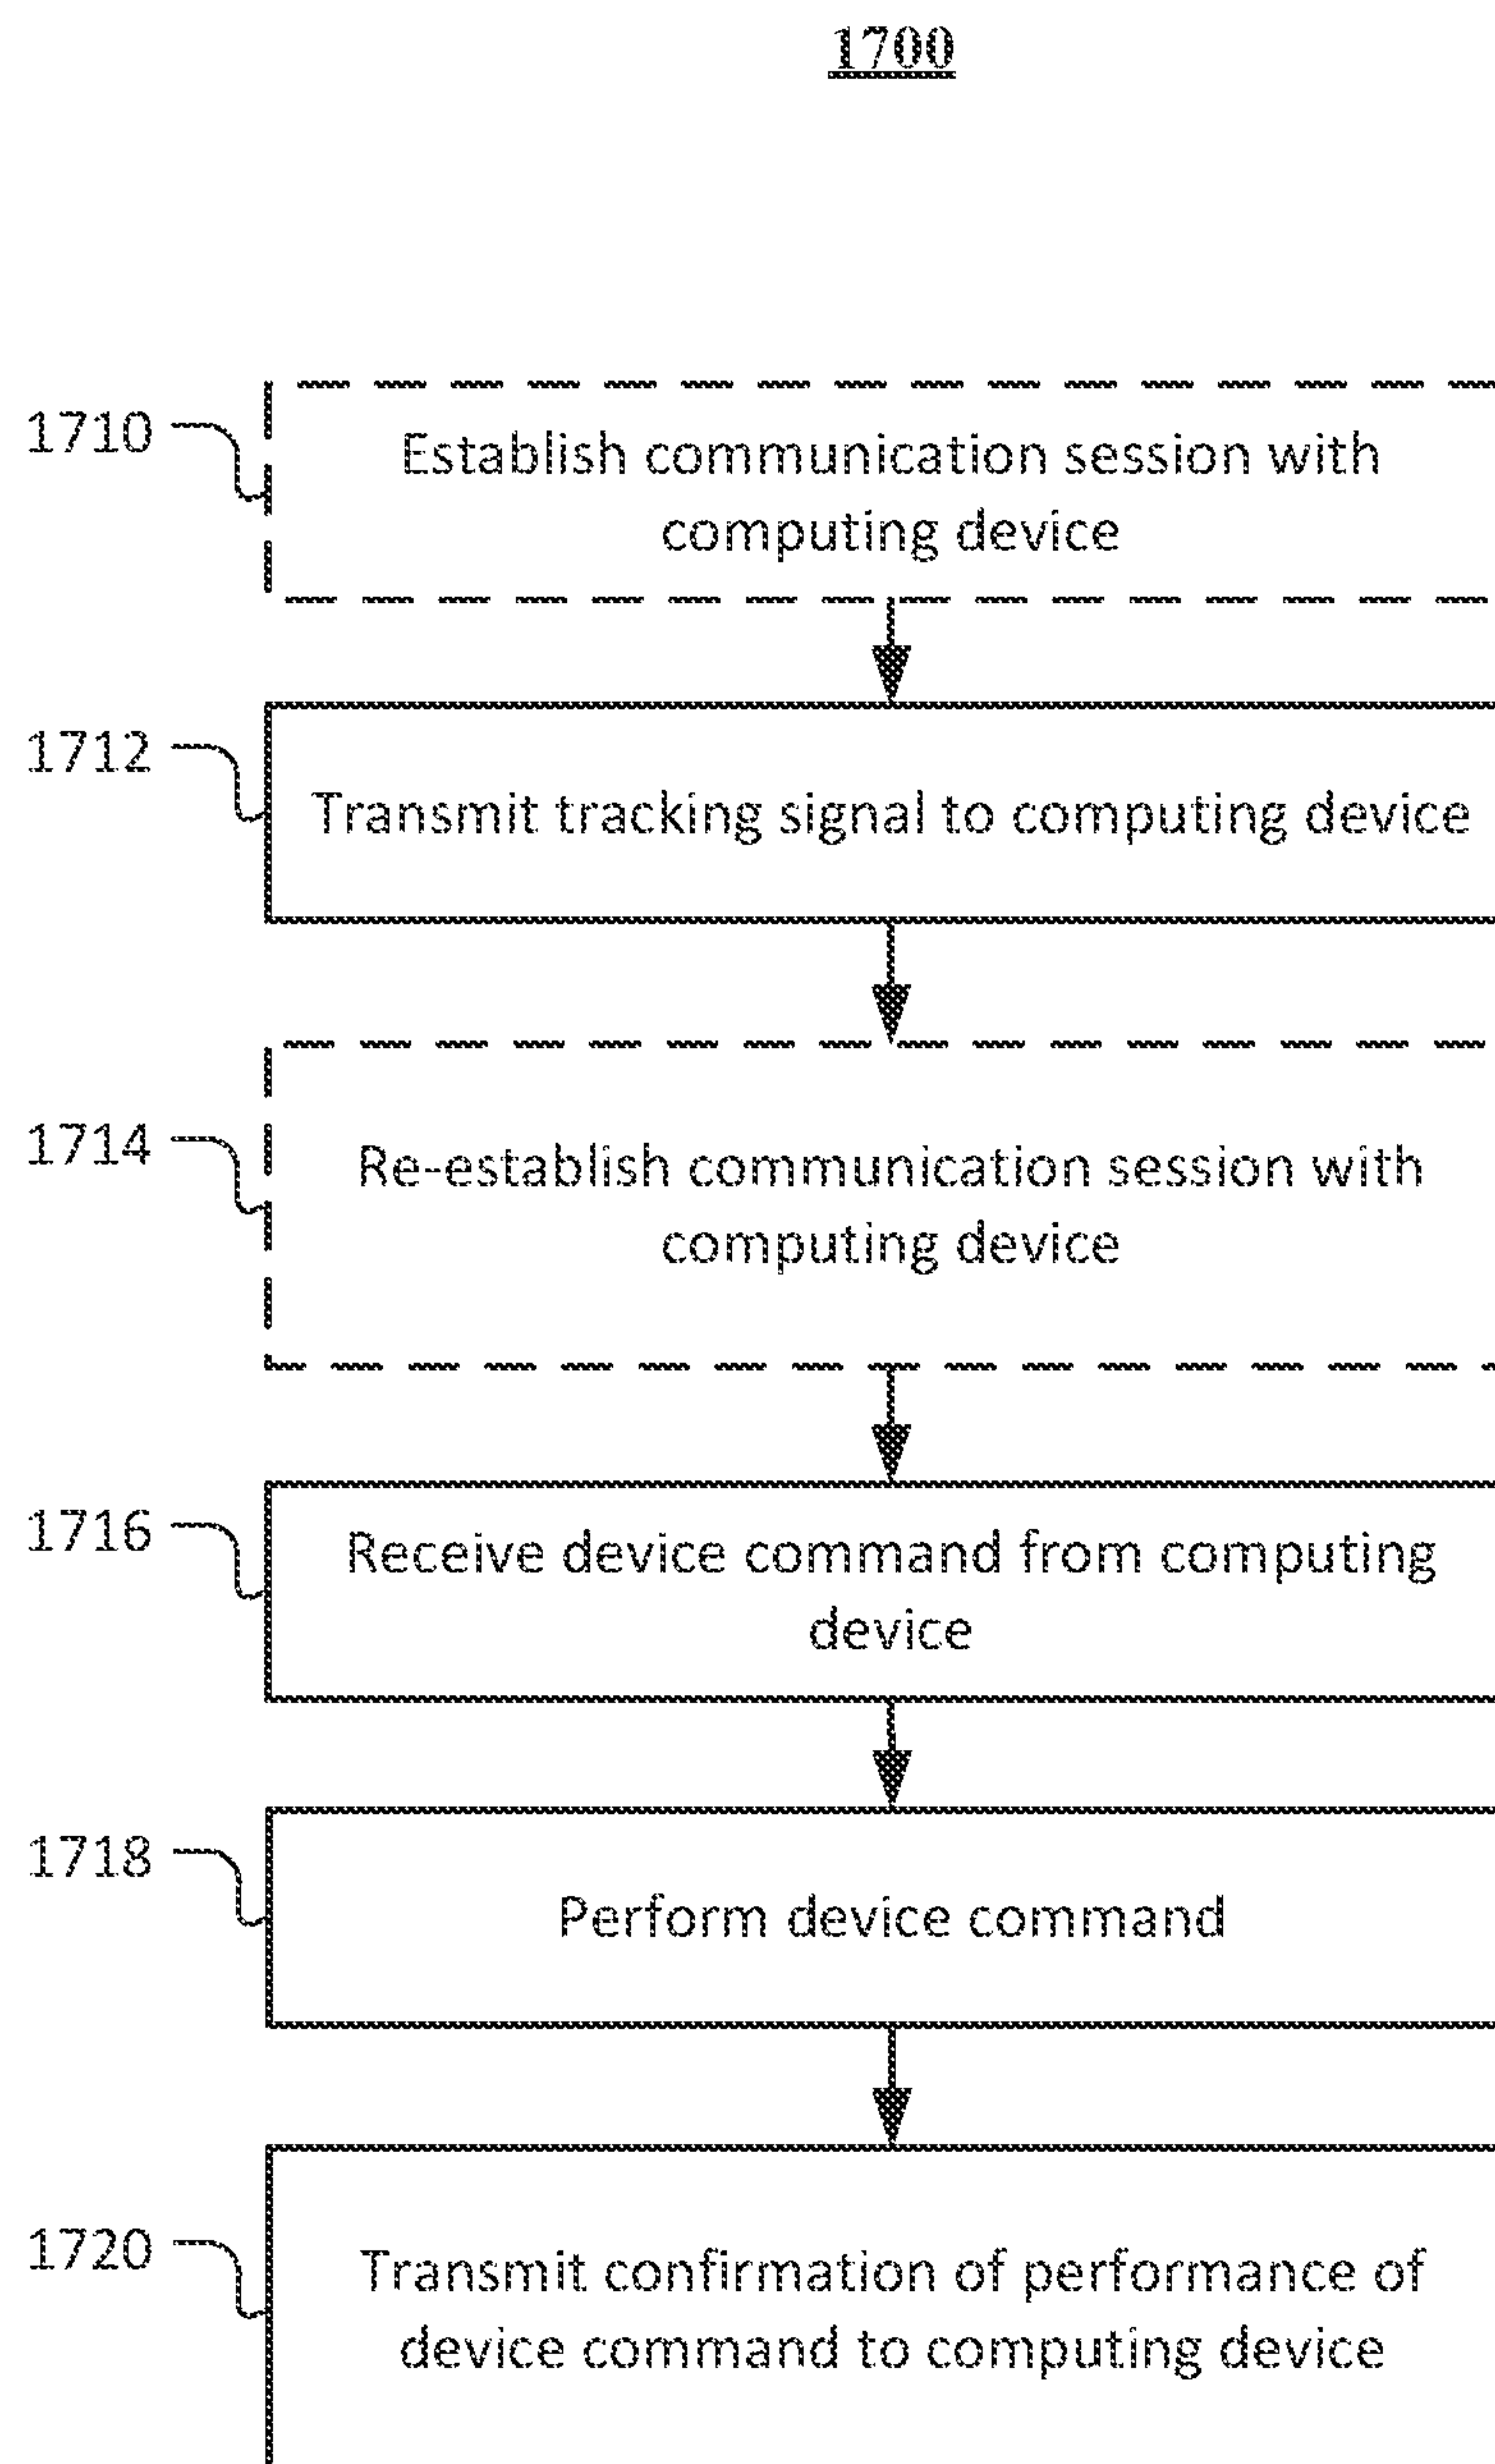 1700
1710
Establish communication session with
computing device
1712
Transmit tracking signal to computing device
1714
Re-establish communication session with
computing device
1716
Receive device command from computing
device
1718
Perform device command
1720
Transmit confirmation of performance of
device command to computing device